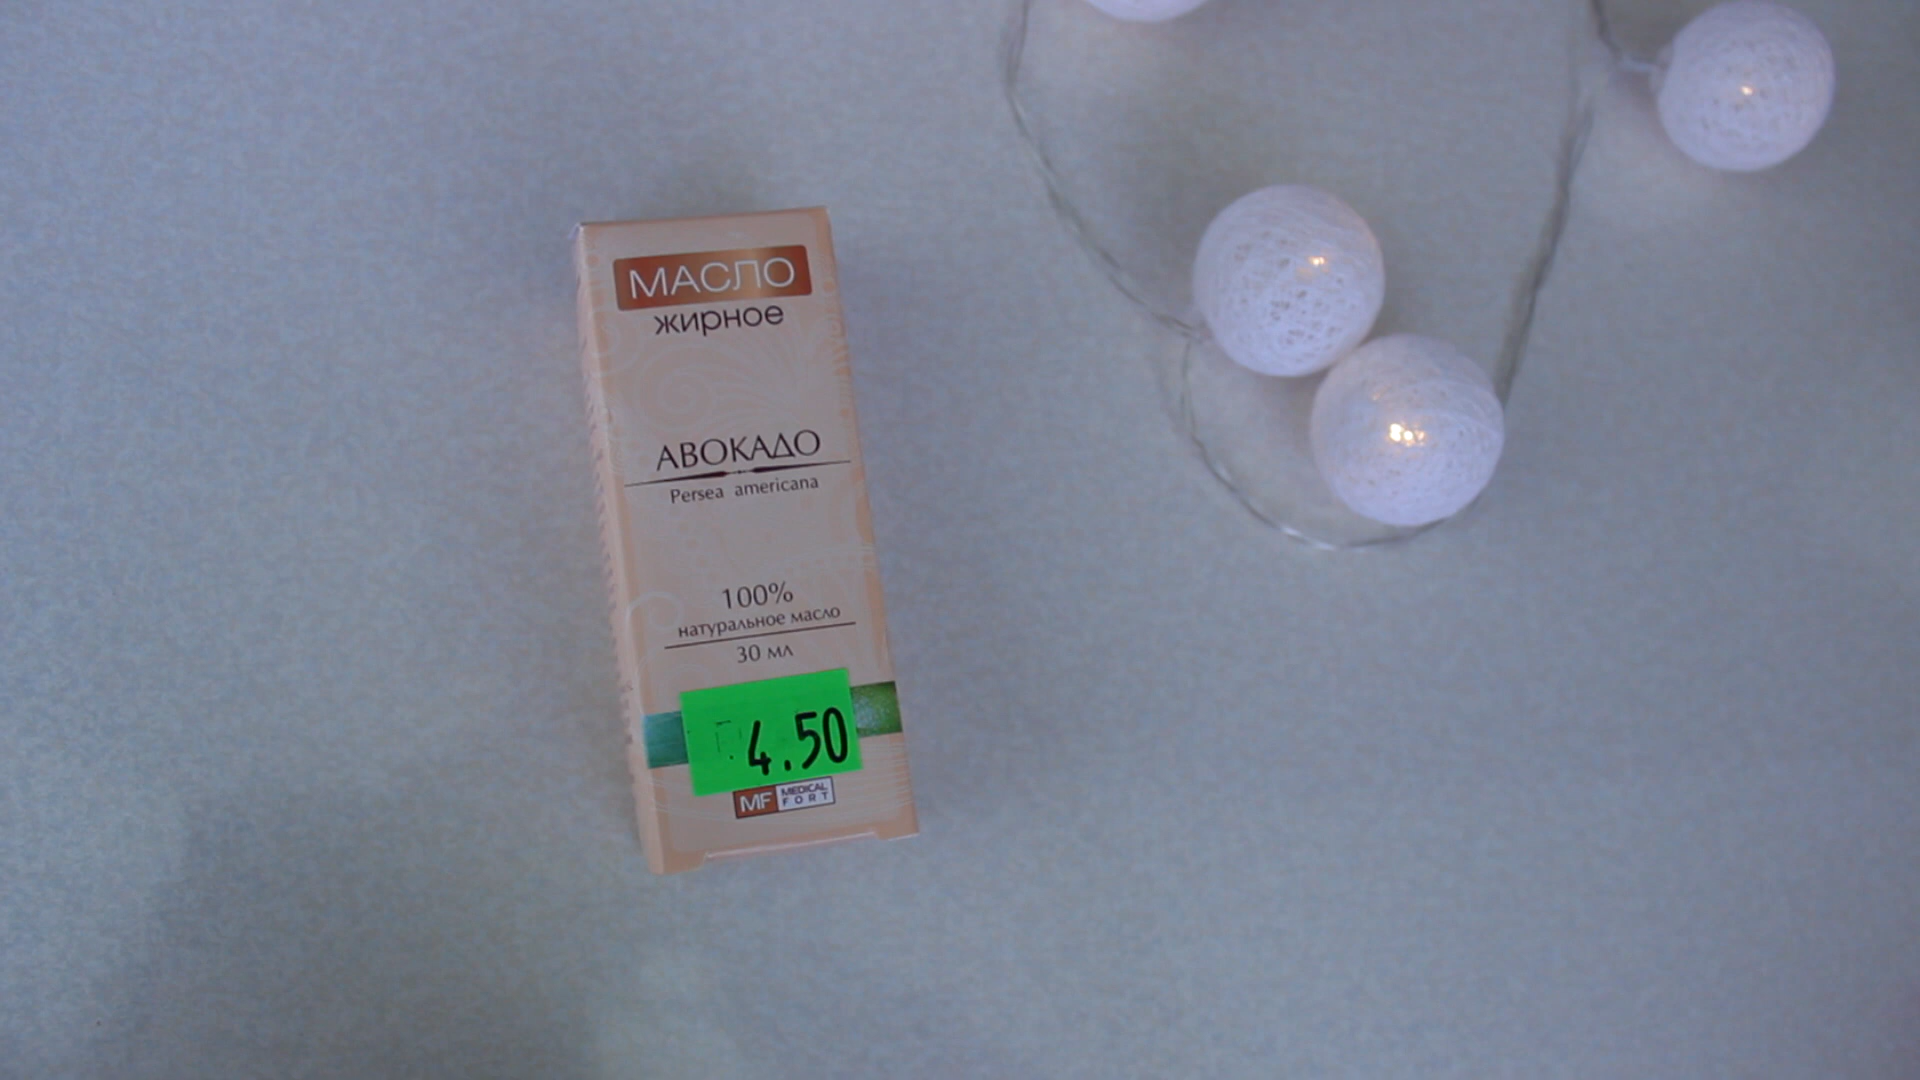 МАСЛО
жирное
АВОКАДО
Persea americana
100%
натуральное масло
30 мл
4.50
MF MEDICAL
FORT